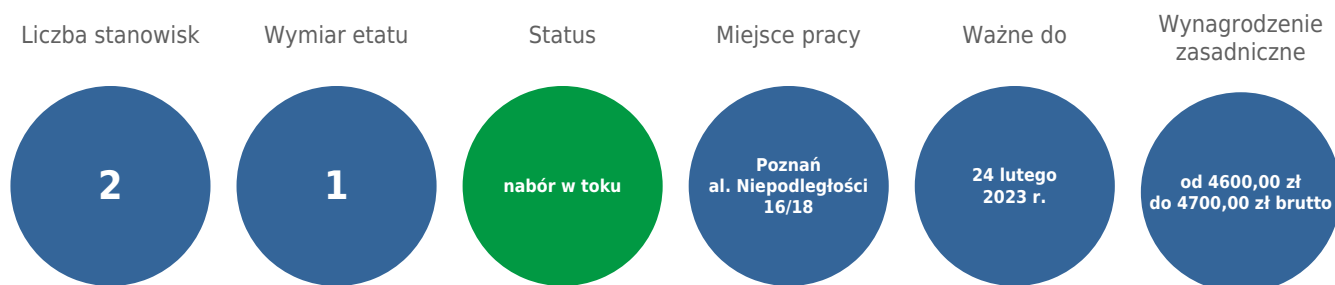 Liczba stanowisk
2
Wymiar etatu
1
Status
nabór w toku
Miejsce pracy
Poznań
al. Niepodległości
16/18
Ważne do
24 lutego
2023 r.
Wynagrodzenie
zasadnicze
od 4600,00 zł
do 4700,00 zł brutto